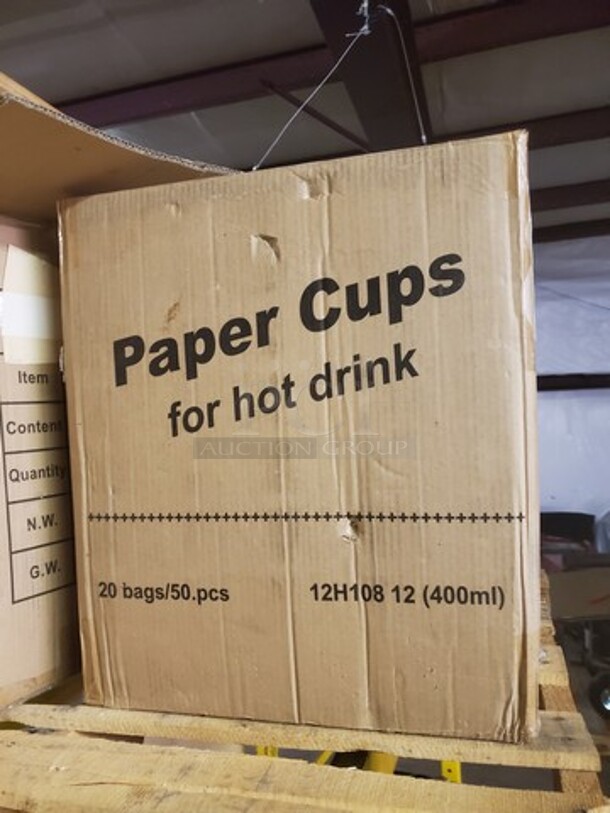 Paper Cups
for hot drink
AUCTION GROUP
20 bags/50.pcs
12H108 12 (400ml)
Item
Content
Quantity
N.W.
G.W.